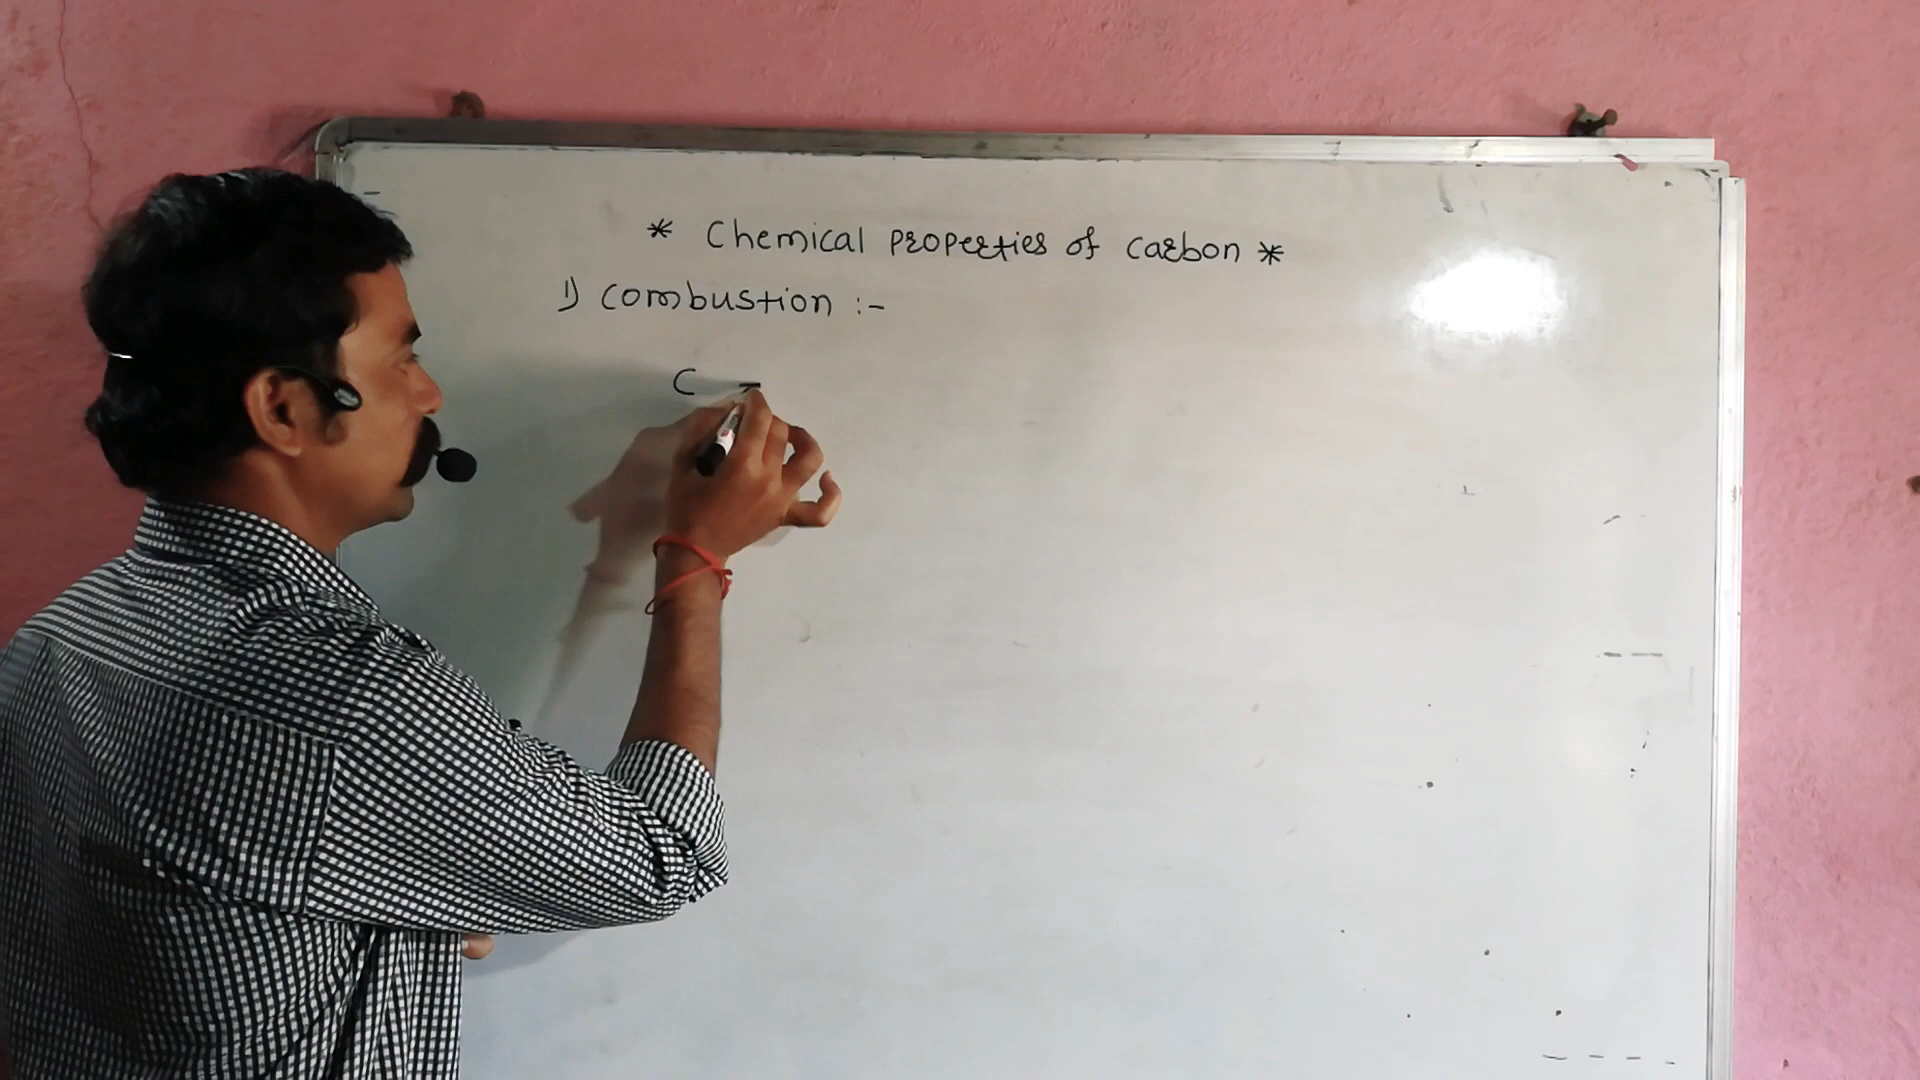 * Chemical properties of carbon *
1) Combustion :-
C -